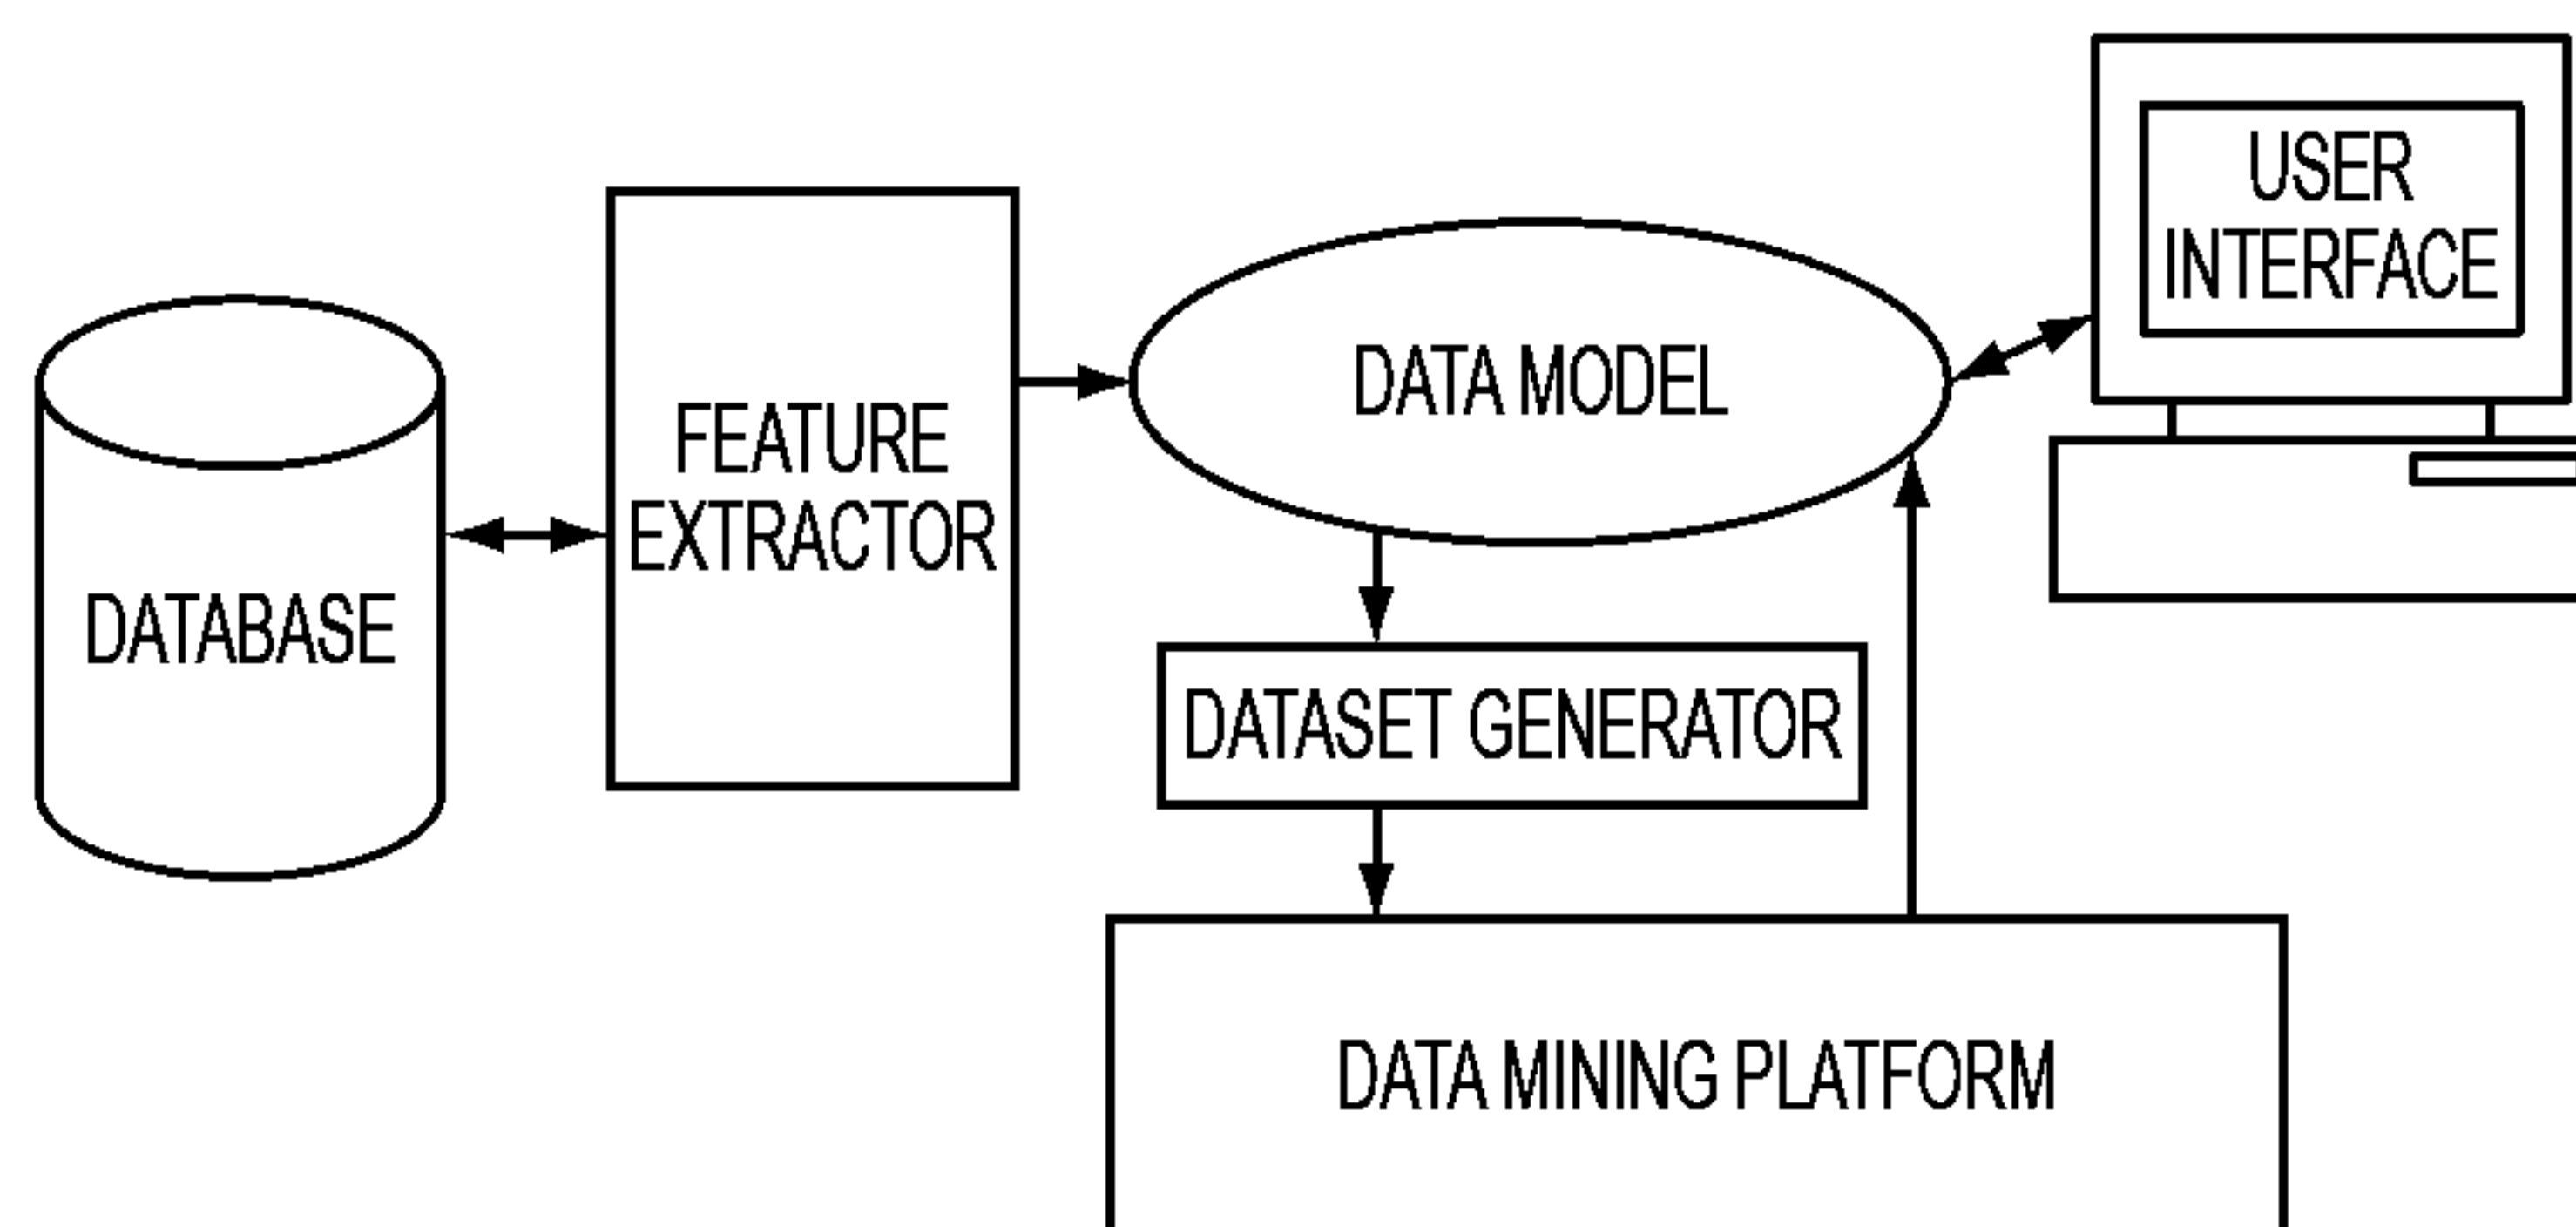 USER
INTERFACE
DATA MODEL
FEATURE
EXTRACTOR
DATABASE
DATASET GENERATOR
DATA MINING PLATFORM